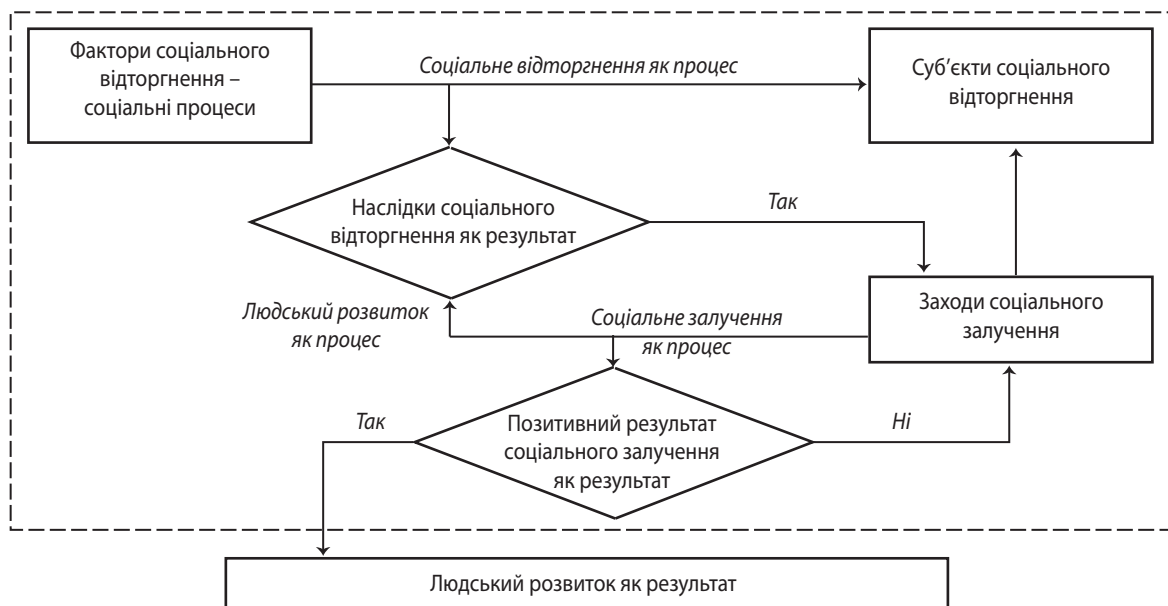 Фактори соціального
відторгнення –
соціальні процеси
Соціальне відторгнення як процес
Суб’єкти соціального
відторгнення
Наслідки соціального
відторгнення як результат
Так
Людський розвиток
як процес
Соціальне залучення
як процес
Заходи соціального
залучення
Так
Позитивний результат
соціального залучення
як результат
Ні
Людський розвиток як результат